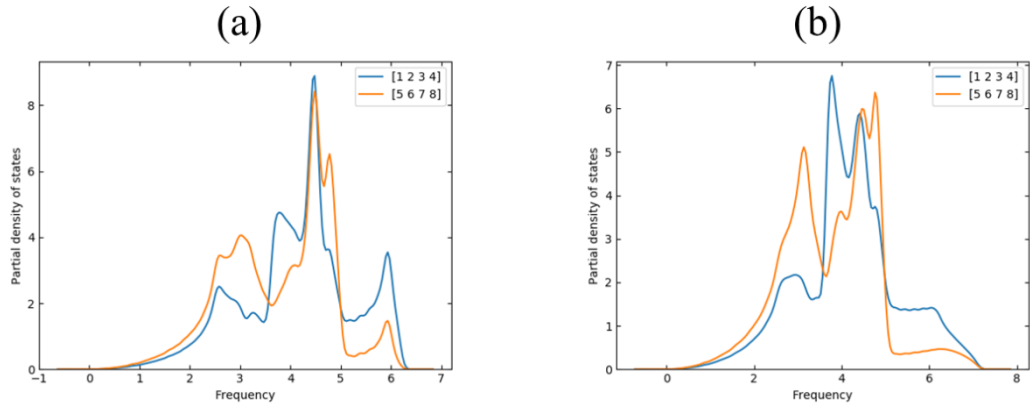 (a)
[1 2 3 4]
[5 6 7 8]
Partial density of states
8
6
4
2
0
−1 0 1 2 3 4 5 6 7
Frequency
(b)
[1 2 3 4]
[5 6 7 8]
Partial density of states
7
6
5
4
3
2
1
0
0 2 4 6 8
Frequency